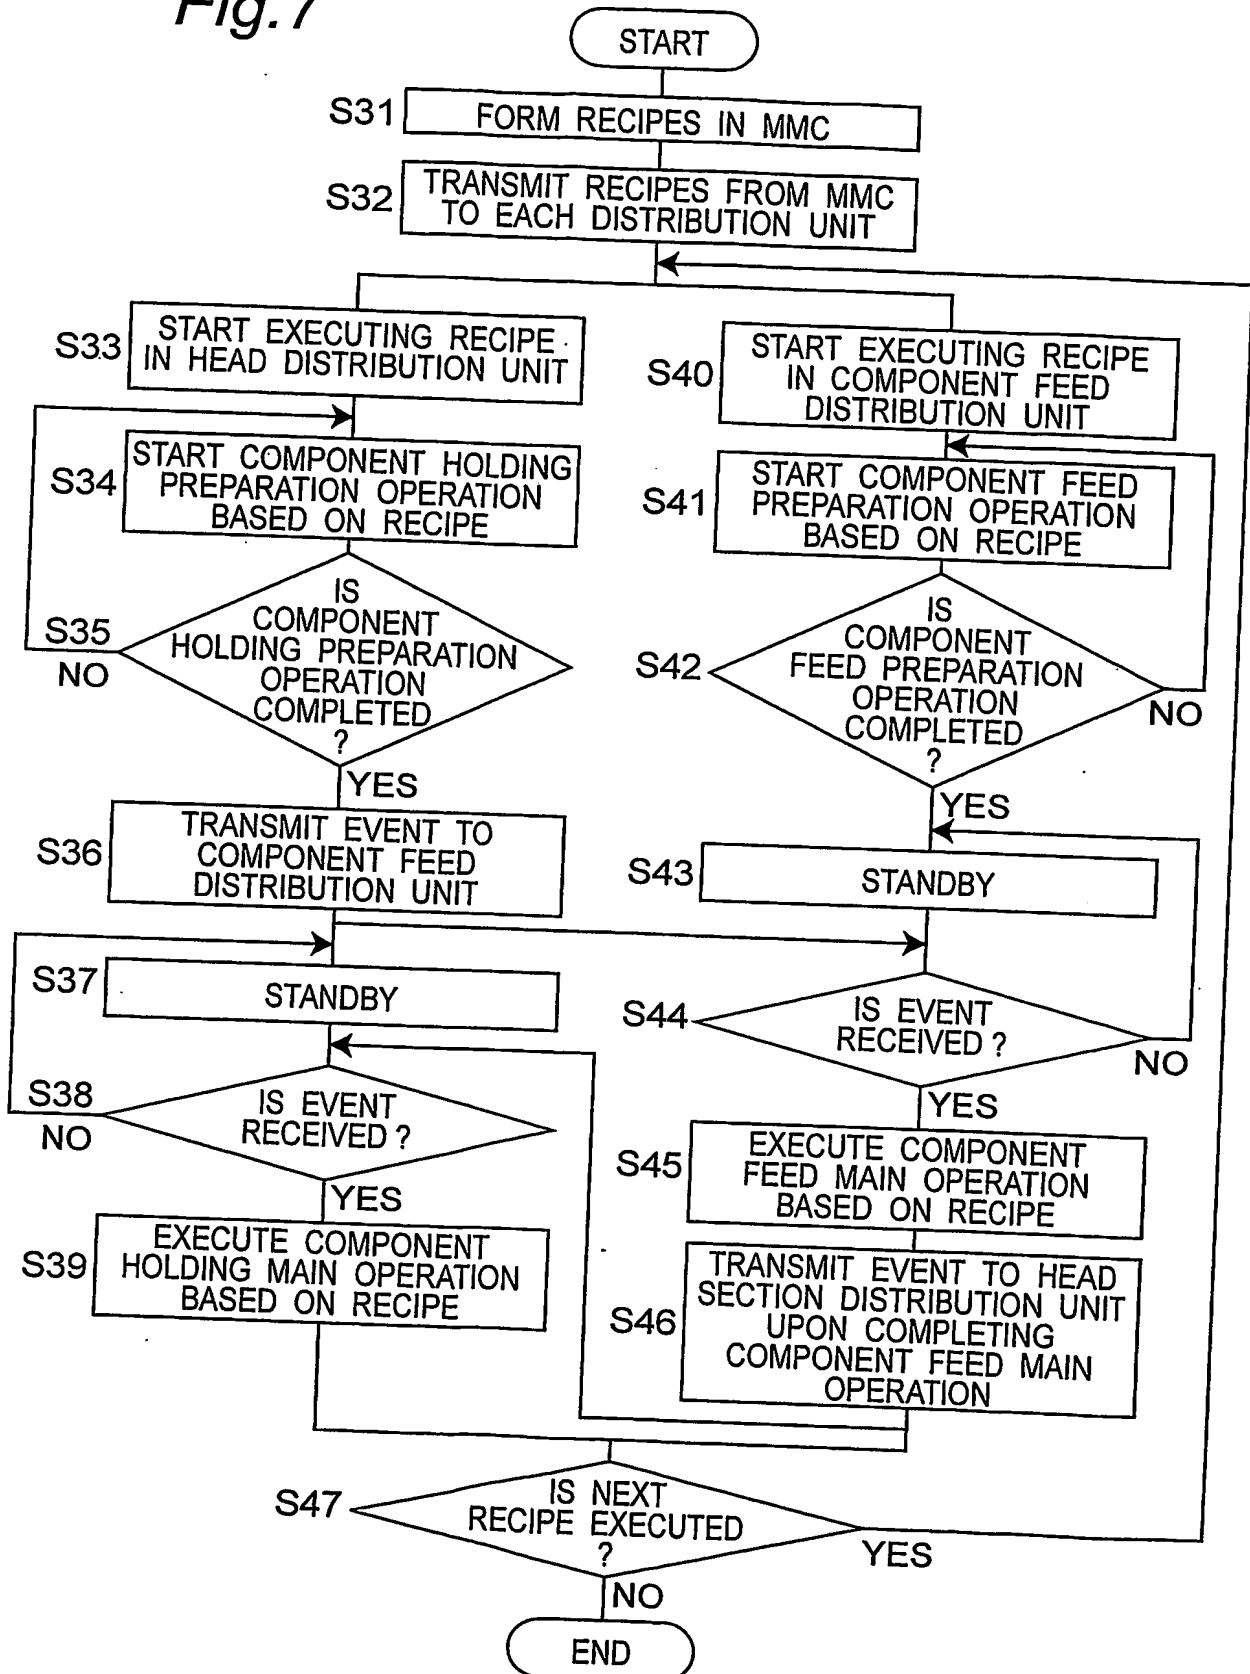 Fig.7
START
S31
FORM RECIPES IN MMC
S32
TRANSMIT RECIPES FROM MMC
TO EACH DISTRIBUTION UNIT
S33
START EXECUTING RECIPE
IN HEAD DISTRIBUTION UNIT
S34
START COMPONENT HOLDING
PREPARATION OPERATION
BASED ON RECIPE
S35
NO
IS
COMPONENT
HOLDING PREPARATION
OPERATION
COMPLETED
?
YES
S36
TRANSMIT EVENT TO
COMPONENT FEED
DISTRIBUTION UNIT
S37
STANDBY
S38
NO
IS EVENT
RECEIVED ?
YES
S39
EXECUTE COMPONENT
HOLDING MAIN OPERATION
BASED ON RECIPE
S40
START EXECUTING RECIPE
IN COMPONENT FEED
DISTRIBUTION UNIT
S41
START COMPONENT FEED
PREPARATION OPERATION
BASED ON RECIPE
S42
IS
COMPONENT
FEED PREPARATION
OPERATION
COMPLETED
?
NO
YES
S43
STANDBY
S44
IS EVENT
RECEIVED ?
NO
YES
S45
EXECUTE COMPONENT
FEED MAIN OPERATION
BASED ON RECIPE
S46
TRANSMIT EVENT TO HEAD
SECTION DISTRIBUTION UNIT
UPON COMPLETING
COMPONENT FEED MAIN
OPERATION
S47
IS NEXT
RECIPE EXECUTED
?
YES
NO
END